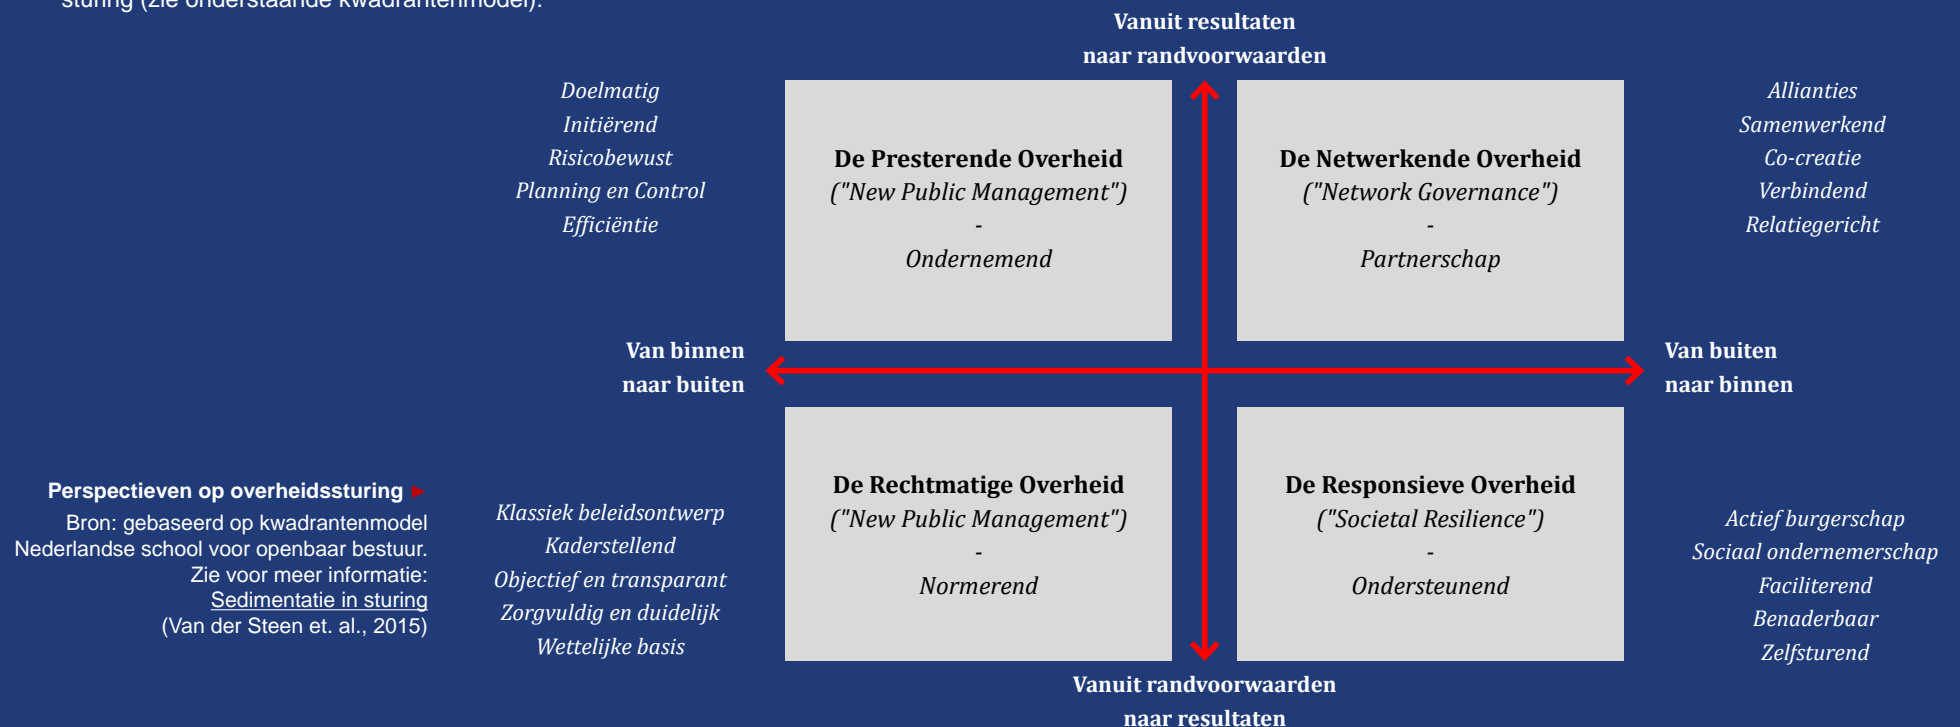 sturing (zie onderstaande kwadrantenmodel).
Vanuit resultaten
naar randvoorwaarden
Doelmatig
Initiërend
Risicobewust
Planning en Control
Efficiëntie
De Presterende Overheid
("New Public Management")
-
Ondernemend
De Netwerkende Overheid
("Network Governance")
-
Partnerschap
Allianties
Samenwerkend
Co-creatie
Verbindend
Relatiegericht
Van binnen
naar buiten
Van buiten
naar binnen
Perspectieven op overheidssturing ►
Bron: gebaseerd op kwadrantenmodel
Nederlandse school voor openbaar bestuur.
Zie voor meer informatie:
Sedimentatie in sturing
(Van der Steen et. al., 2015)
Klassiek beleidsontwerp
Kaderstellend
Objectief en transparant
Zorgvuldig en duidelijk
Wettelijke basis
De Rechtmatige Overheid
("New Public Management")
-
Normerend
De Responsieve Overheid
("Societal Resilience")
-
Ondersteunend
Actief burgerschap
Sociaal ondernemerschap
Faciliterend
Benaderbaar
Zelfsturend
Vanuit randvoorwaarden
naar resultaten